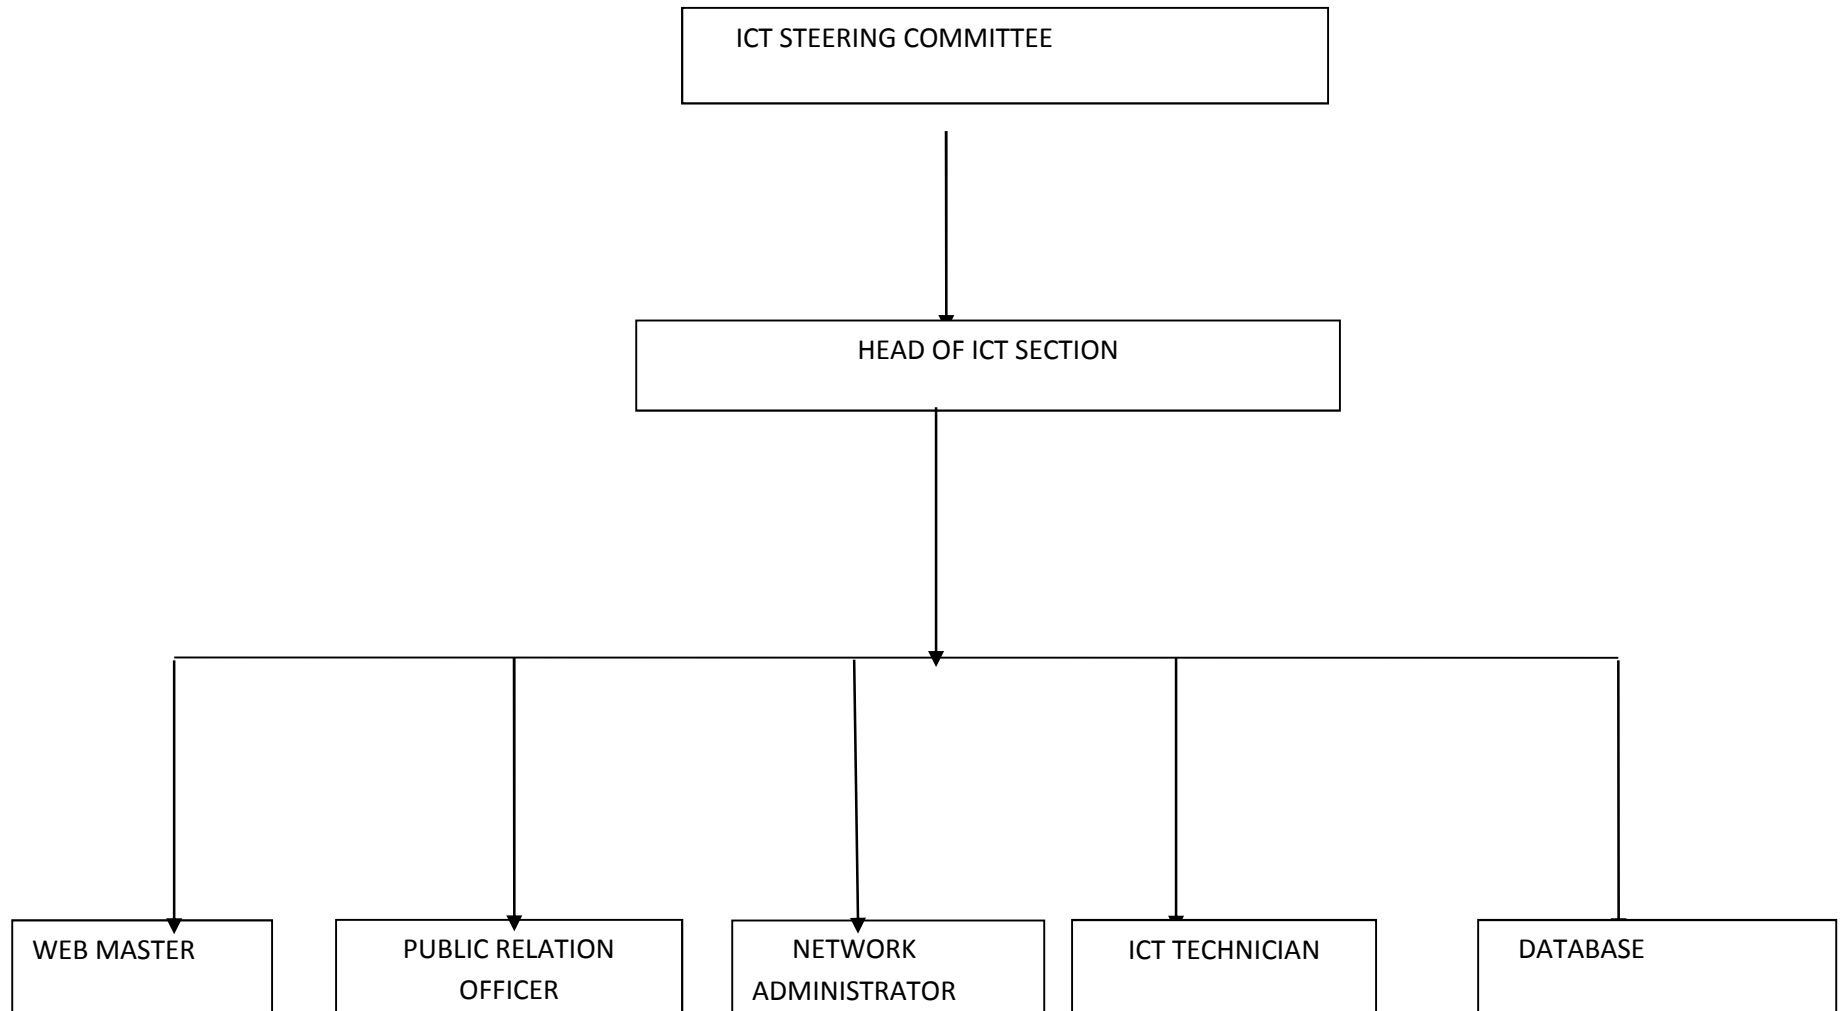 ICT STEERING COMMITTEE
HEAD OF ICT SECTION
WEB MASTER
PUBLIC RELATION
OFFICER
NETWORK
ADMINISTRATOR
ICT TECHNICIAN
DATABASE